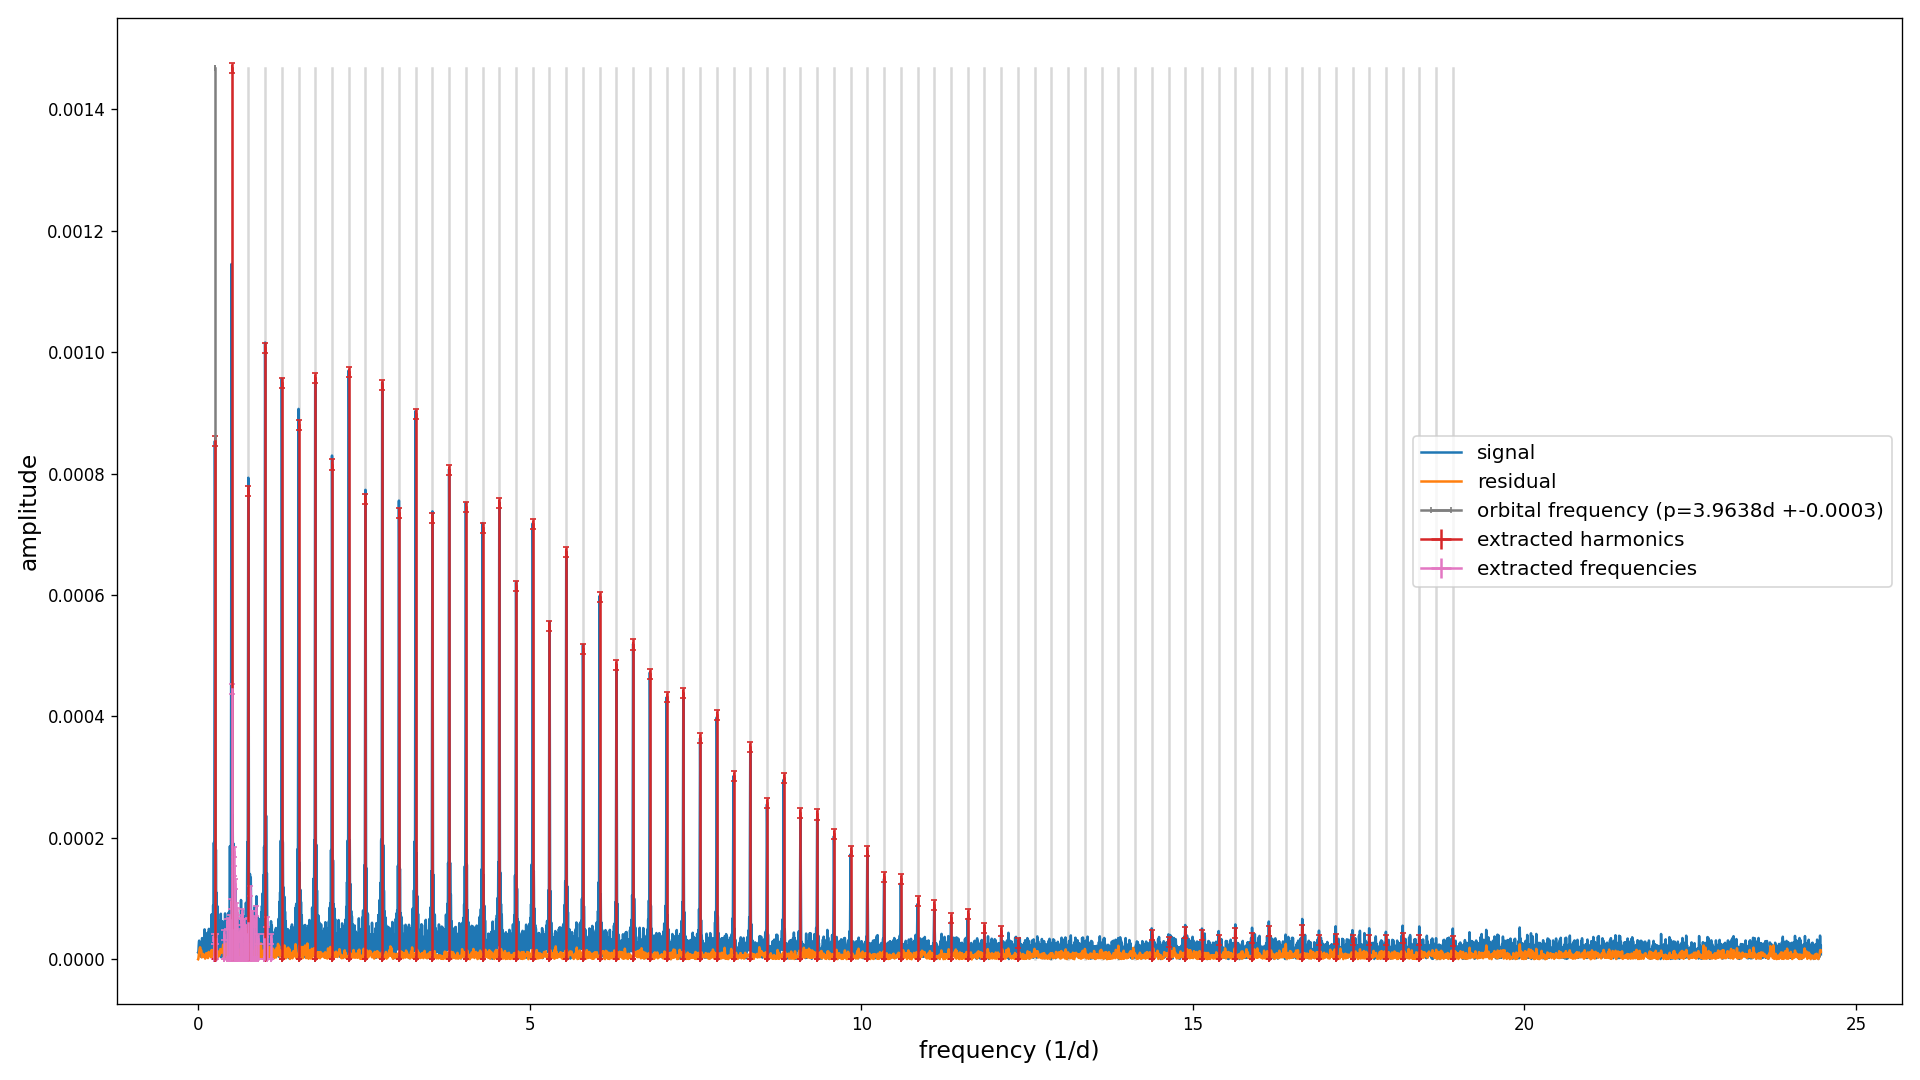 0.0014
0.0012
0.0010
0.0008
0.0006
0.0004
0.0002
0.0000
amplitude
0 5 10 15 20 25
frequency (1/d)
signal
residual
orbital frequency (p=3.9638d +-0.0003)
extracted harmonics
extracted frequencies